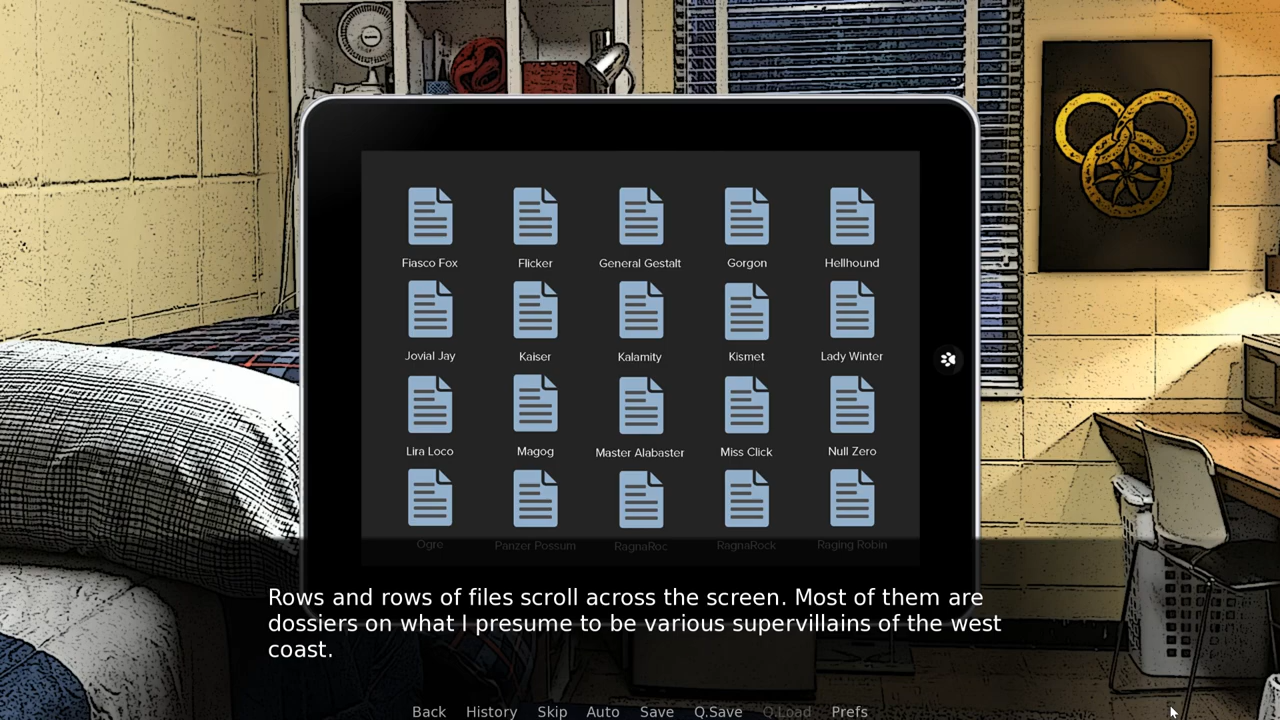 Fiasco Fox Flicker General Gestalt Gorgon Hellhound
Jovial Jay Kaiser Kalamity Kismet Lady Winter
Lira Loco Magog Master Alabaster Miss Click Null Zero
Ogre Panzer Possum RagnaRoc RagnaRock Raging Robin
Rows and rows of files scroll across the screen. Most of them are
dossiers on what I presume to be various supervillains of the west
coast.
Back History Skip Auto Save Q.Save Q.Load Prefs